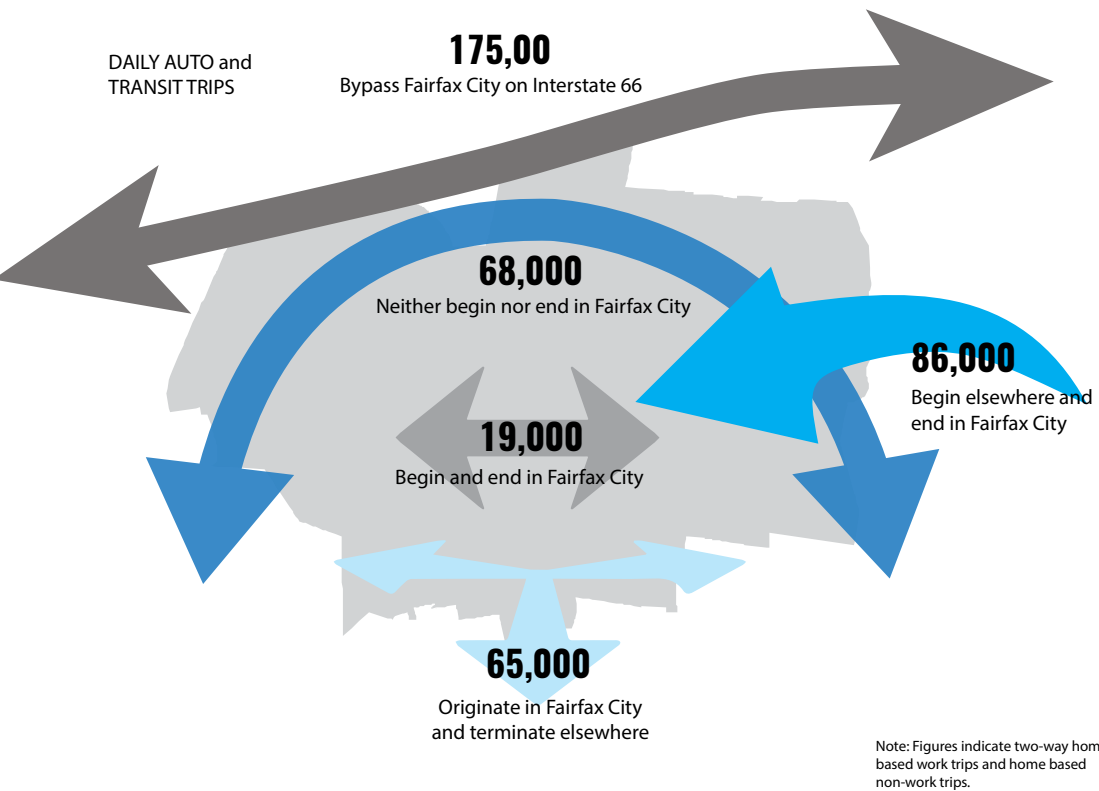 DAILY AUTO and
TRANSIT TRIPS
175,00
Bypass Fairfax City on Interstate 66
68,000
Neither begin nor end in Fairfax City
86,000
Begin elsewhere and
end in Fairfax City
19,000
Begin and end in Fairfax City
65,000
Originate in Fairfax City
and terminate elsewhere
Note: Figures indicate two-way hom
based work trips and home based
non-work trips.